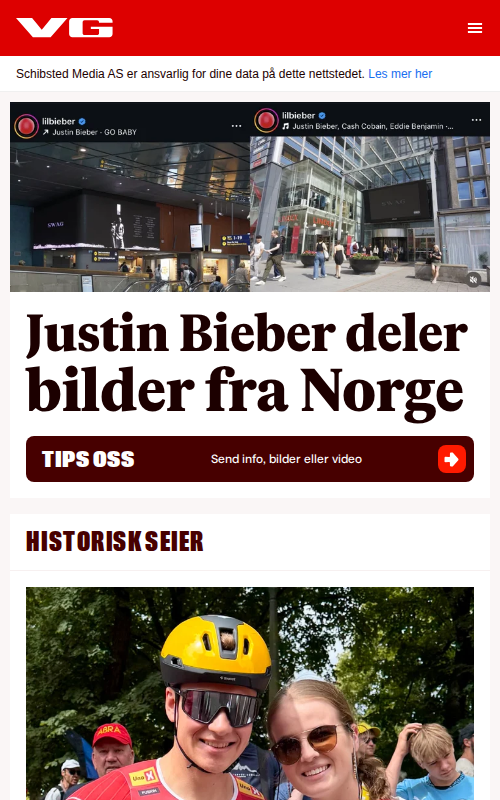 VG
Schibsted Media AS er ansvarlig for dine data på dette nettstedet. Les mer her
lilbieber
Justin Bieber · GO BABY
lilbieber
Justin Bieber, Cash Cobain, Eddie Benjamin ·...
SWAG
SWAG
Justin Bieber deler
bilder fra Norge
TIPS OSS
Send info, bilder eller video
HISTORISK SEIER
ABRA
Uno X
Uno X